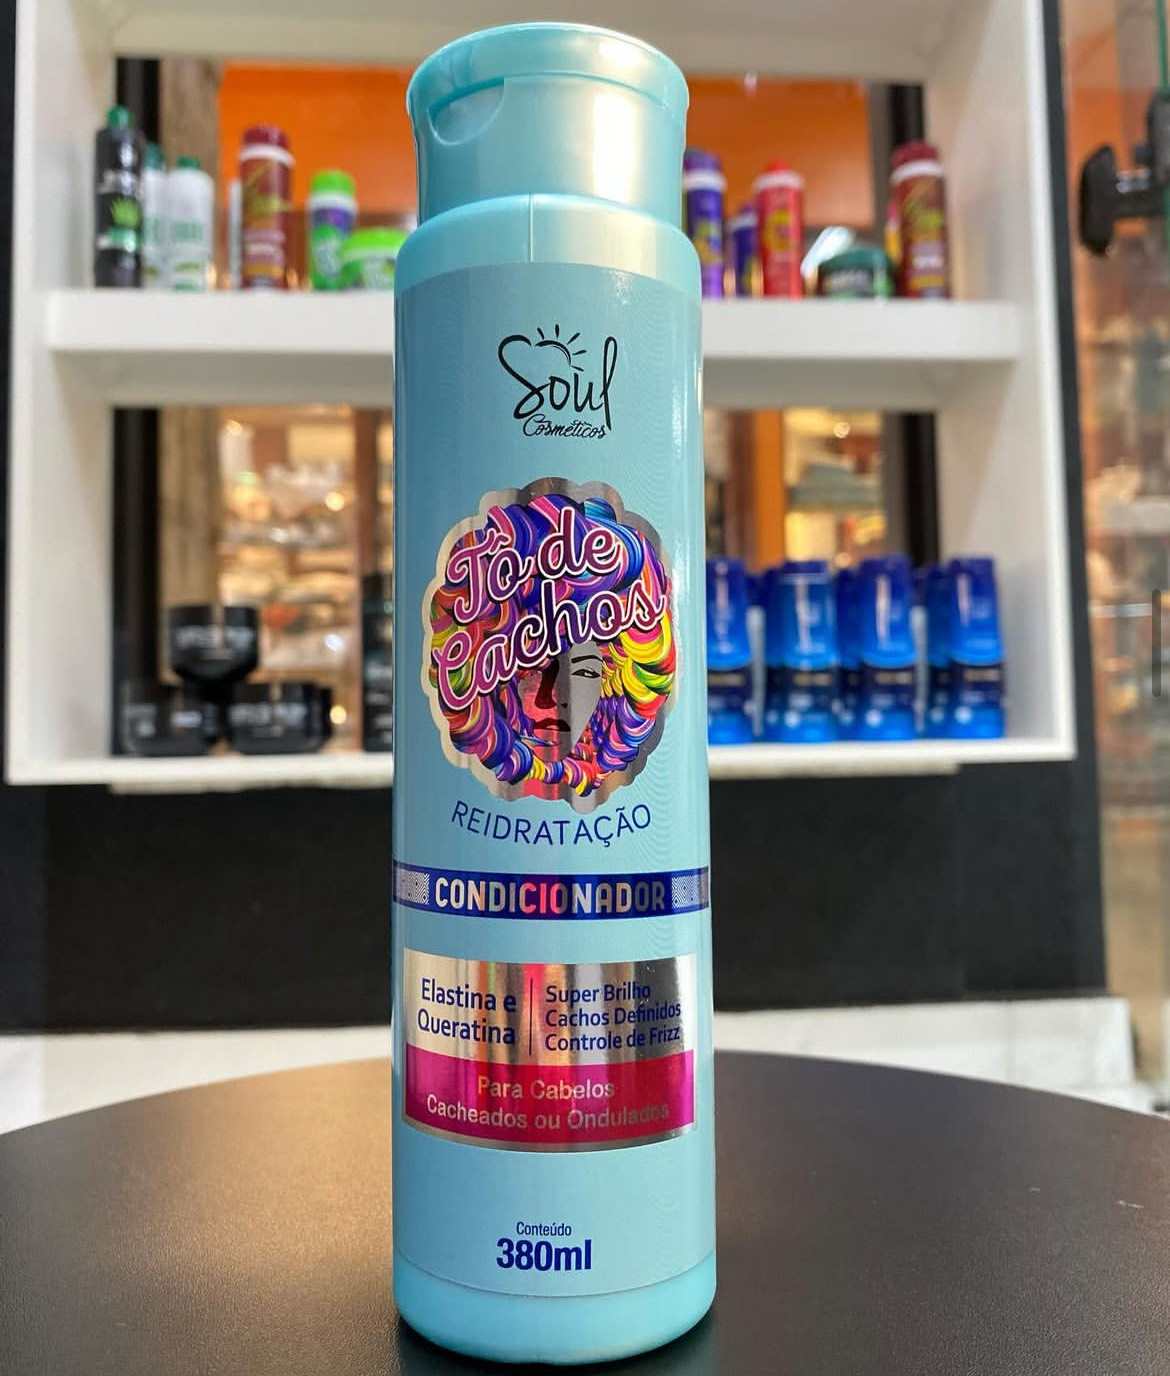 Soul
Cosméticos
Tô de
Cachos
REIDRATAÇÃO
CONDICIONADOR
Elastina e
Queratina
Super Brilho
Cachos Definidos
Controle de Frizz
Para Cabelos
Cacheados ou Ondulados
Conteúdo
380ml